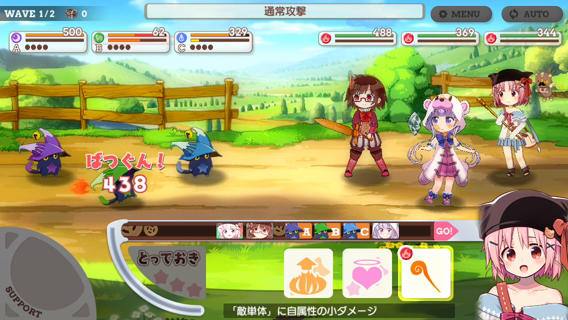 WAVE 1/2 0
通常攻撃
MENU
AUTO
500
A
62
B
329
C
488
369
344
ばつぐん!
438
A B C GO!
とっておき
SUPPORT
「敵単体」に自属性の小ダメージ